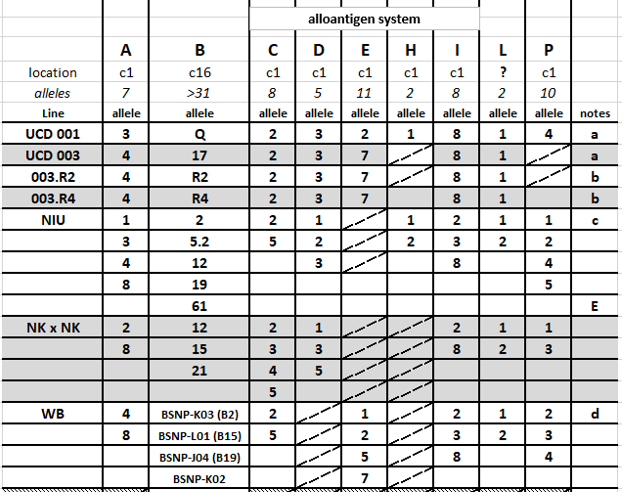 alloantigen system
A B C D E H I L P
location c1 c16 c1 c1 c1 c1 c1 ? c1
alleles 7 >31 8 5 11 2 8 2 10
Line allele allele allele allele allele allele allele allele allele notes
UCD 001 3 Q 2 3 2 1 8 1 4 a
UCD 003 4 17 2 3 7 8 1 a
003.R2 4 R2 2 3 7 8 1 b
003.R4 4 R4 2 3 7 8 1 b
NIU 1 2 2 1 1 2 1 1 c
3 5.2 5 2 2 3 2 2
4 12 3 8 4
8 19 5
61 E
NK x NK 2 12 2 1 2 1 1
8 15 3 3 8 2 3
21 4 5
5
WB 4 BSNP-K03 (B2) 2 1 2 1 2 d
8 BSNP-L01 (B15) 5 2 3 2 3
BSNP-J04 (B19) 5 8 4
BSNP-K02 7